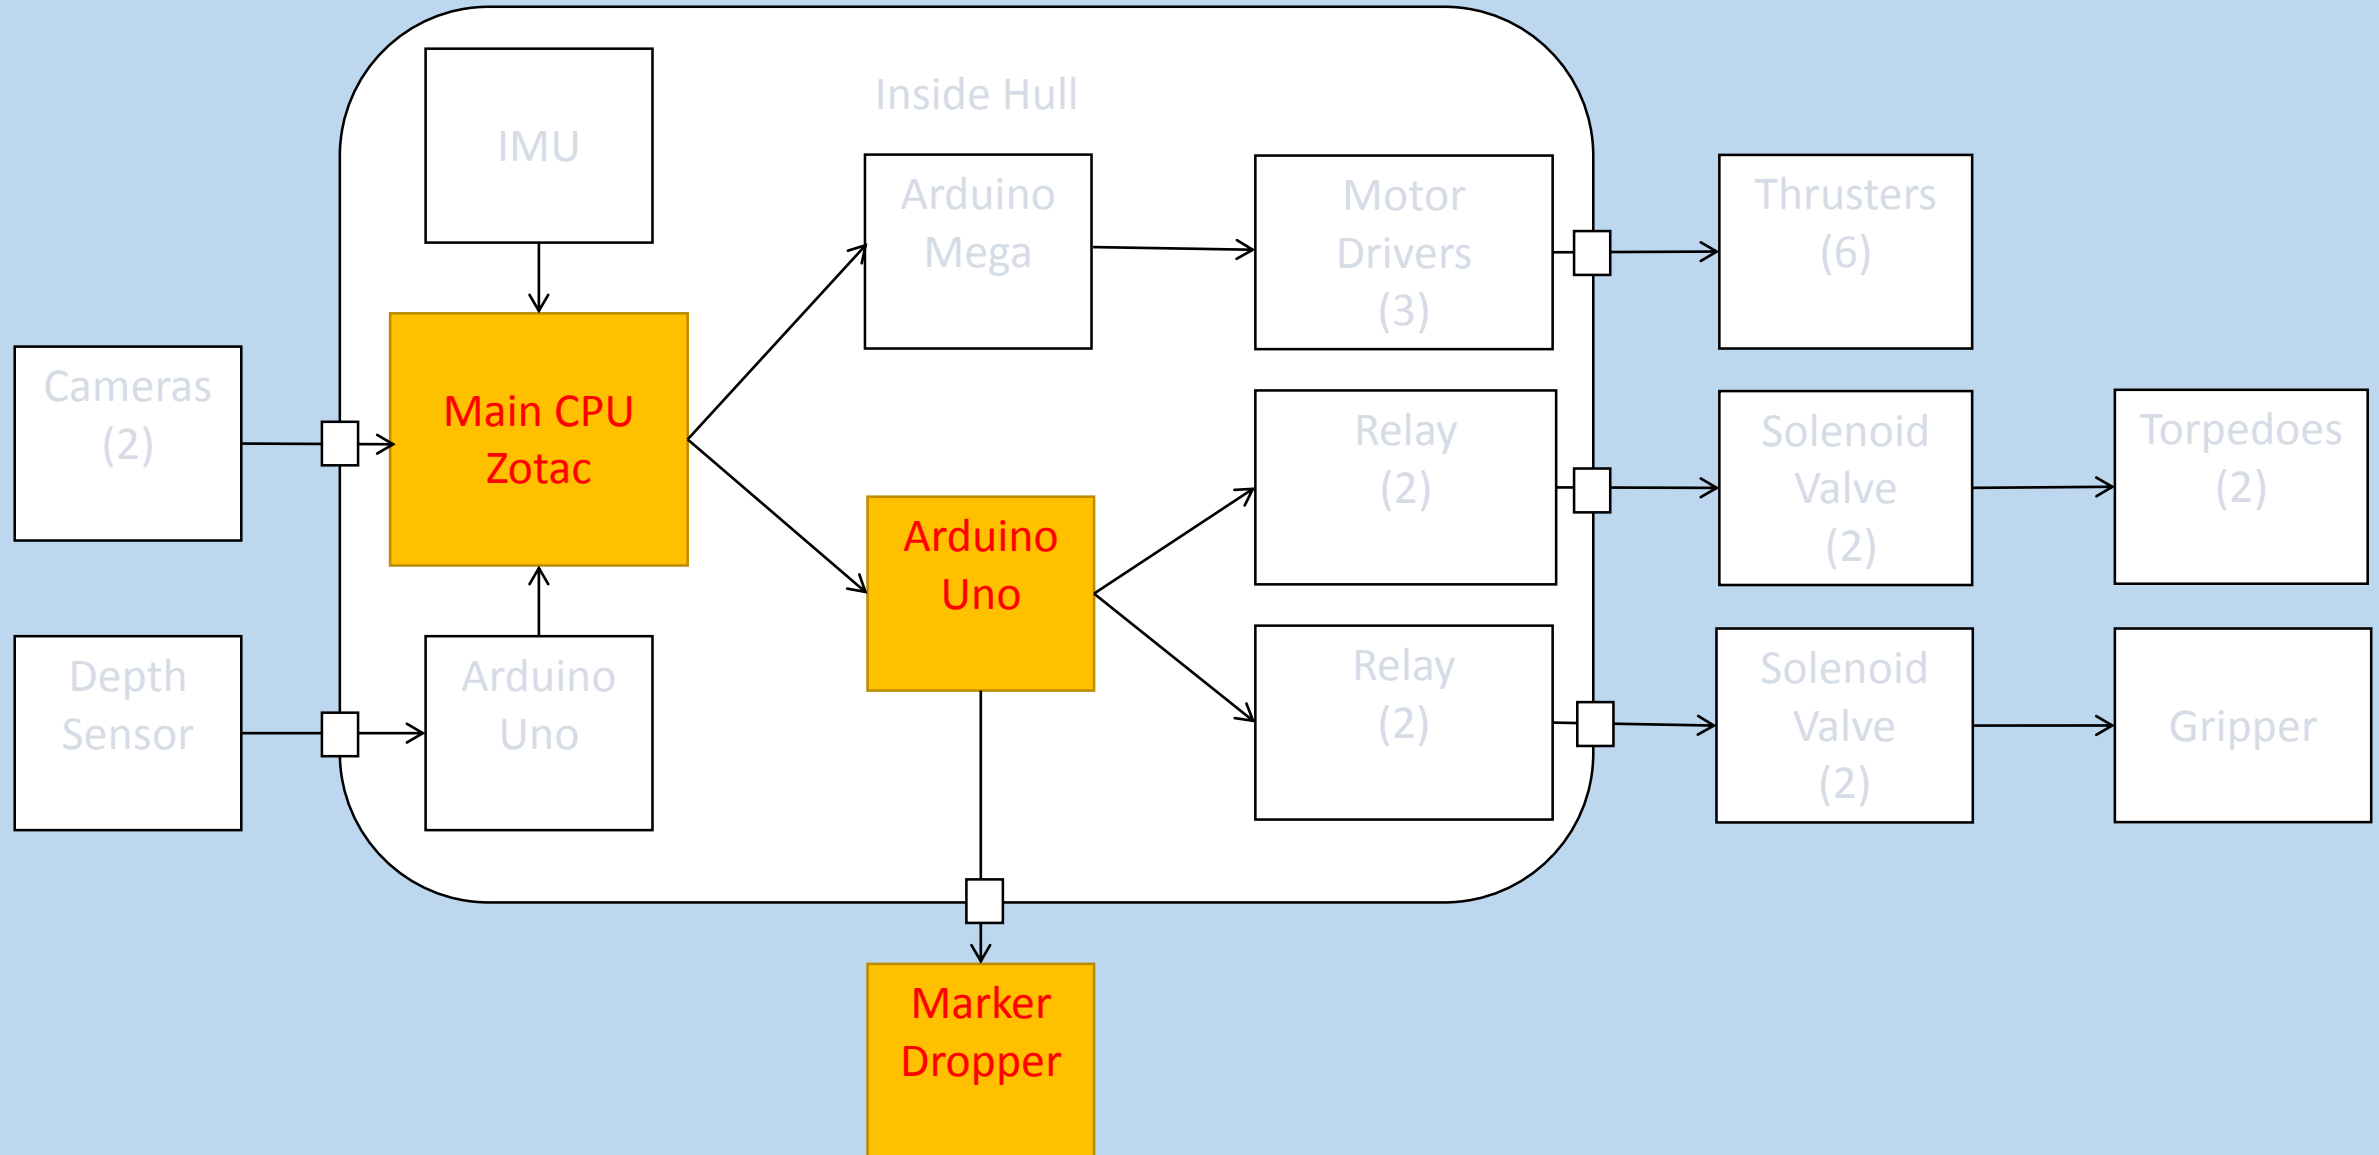 IMU
Inside Hull
Arduino
Mega
Motor
Drivers
(3)
Thrusters
(6)
Cameras
(2)
Main CPU
Zotac
Arduino
Uno
Relay
(2)
Solenoid
Valve
(2)
Torpedoes
(2)
Depth
Sensor
Arduino
Uno
Relay
(2)
Solenoid
Valve
(2)
Gripper
Marker
Dropper